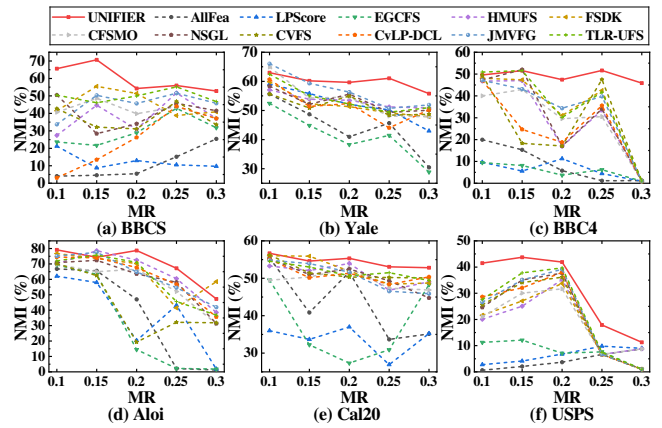 UNIFIER AllFea LPScore EGCFS HMUFS FSDK
CFSMO NSGL CVFS CvLP-DCL JMVFG TLR-UFS
NMI (%)
80
70
60
50
40
30
20
10
0
0.1 0.15 0.2 0.25 0.3
MR
(a) BBCS
NMI (%)
70
60
50
40
30
0.1 0.15 0.2 0.25 0.3
MR
(b) Yale
NMI (%)
60
50
40
30
20
10
0
0.1 0.15 0.2 0.25 0.3
MR
(c) BBC4
NMI (%)
80
70
60
50
40
30
20
10
0
0.1 0.15 0.2 0.25 0.3
MR
(d) Aloi
NMI (%)
60
50
40
30
0.1 0.15 0.2 0.25 0.3
MR
(e) Cal20
NMI (%)
50
40
30
20
10
0
0.1 0.15 0.2 0.25 0.3
MR
(f) USPS